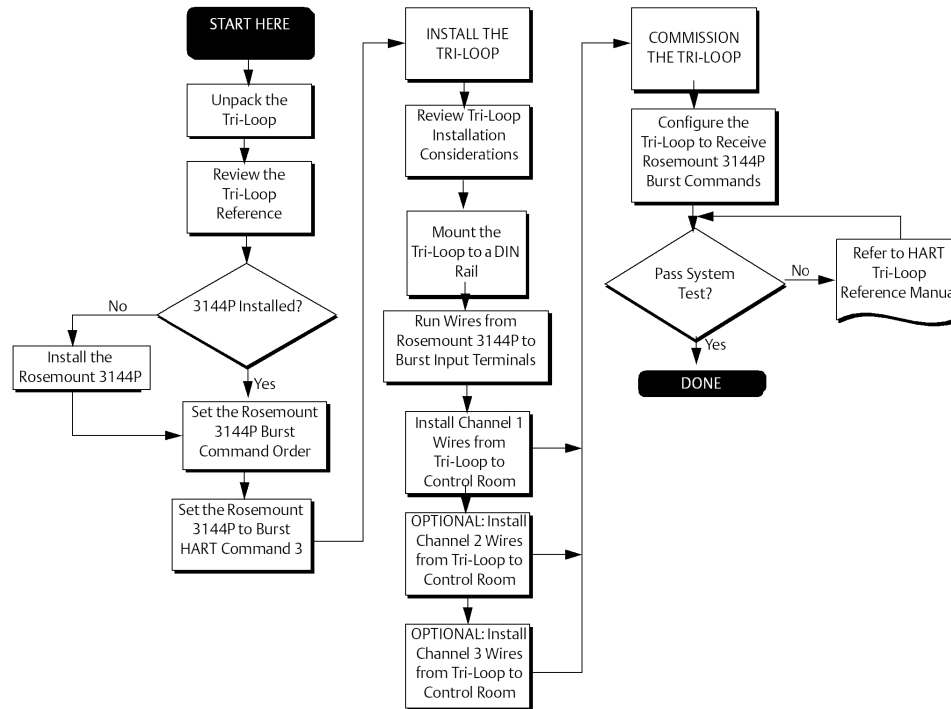 START HERE
Unpack the
Tri-Loop
Review the
Tri-Loop
Reference
3144P Installed?
No
Install the
Rosemount 3144P
Yes
Set the Rosemount
3144P Burst
Command Order
Set the Rosemount
3144P to Burst
HART Command 3
INSTALL THE
TRI-LOOP
Review Tri-Loop
Installation
Considerations
Mount the
Tri-Loop to a DIN
Rail
Run Wires from
Rosemount 3144P to
Burst Input Terminals
Install Channel 1
Wires from
Tri-Loop to
Control Room
OPTIONAL: Install
Channel 2 Wires
from Tri-Loop to
Control Room
OPTIONAL: Install
Channel 3 Wires
from Tri-Loop to
Control Room
COMMISSION
THE TRI-LOOP
Configure the
Tri-Loop to Receive
Rosemount 3144P
Burst Commands
Pass System
Test?
No
Refer to HART
Tri-Loop
Reference Manua
Yes
DONE